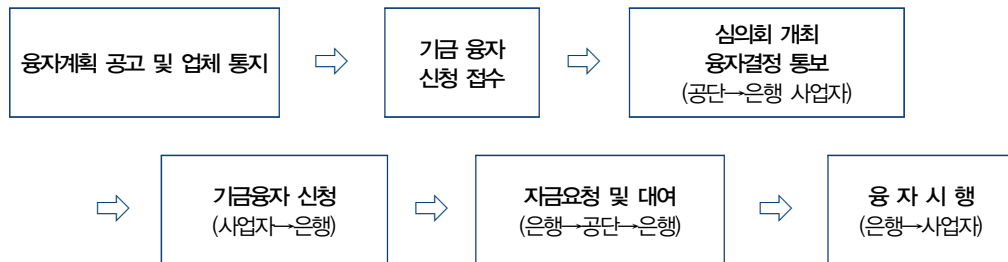 융자계획 공고 및 업체 통지
기금 융자
신청 접수
심의회 개최
융자결정 통보
(공단→은행 사업자)
기금융자 신청
(사업자→은행)
자금요청 및 대여
(은행→공단→은행)
융 자 시 행
(은행→사업자)